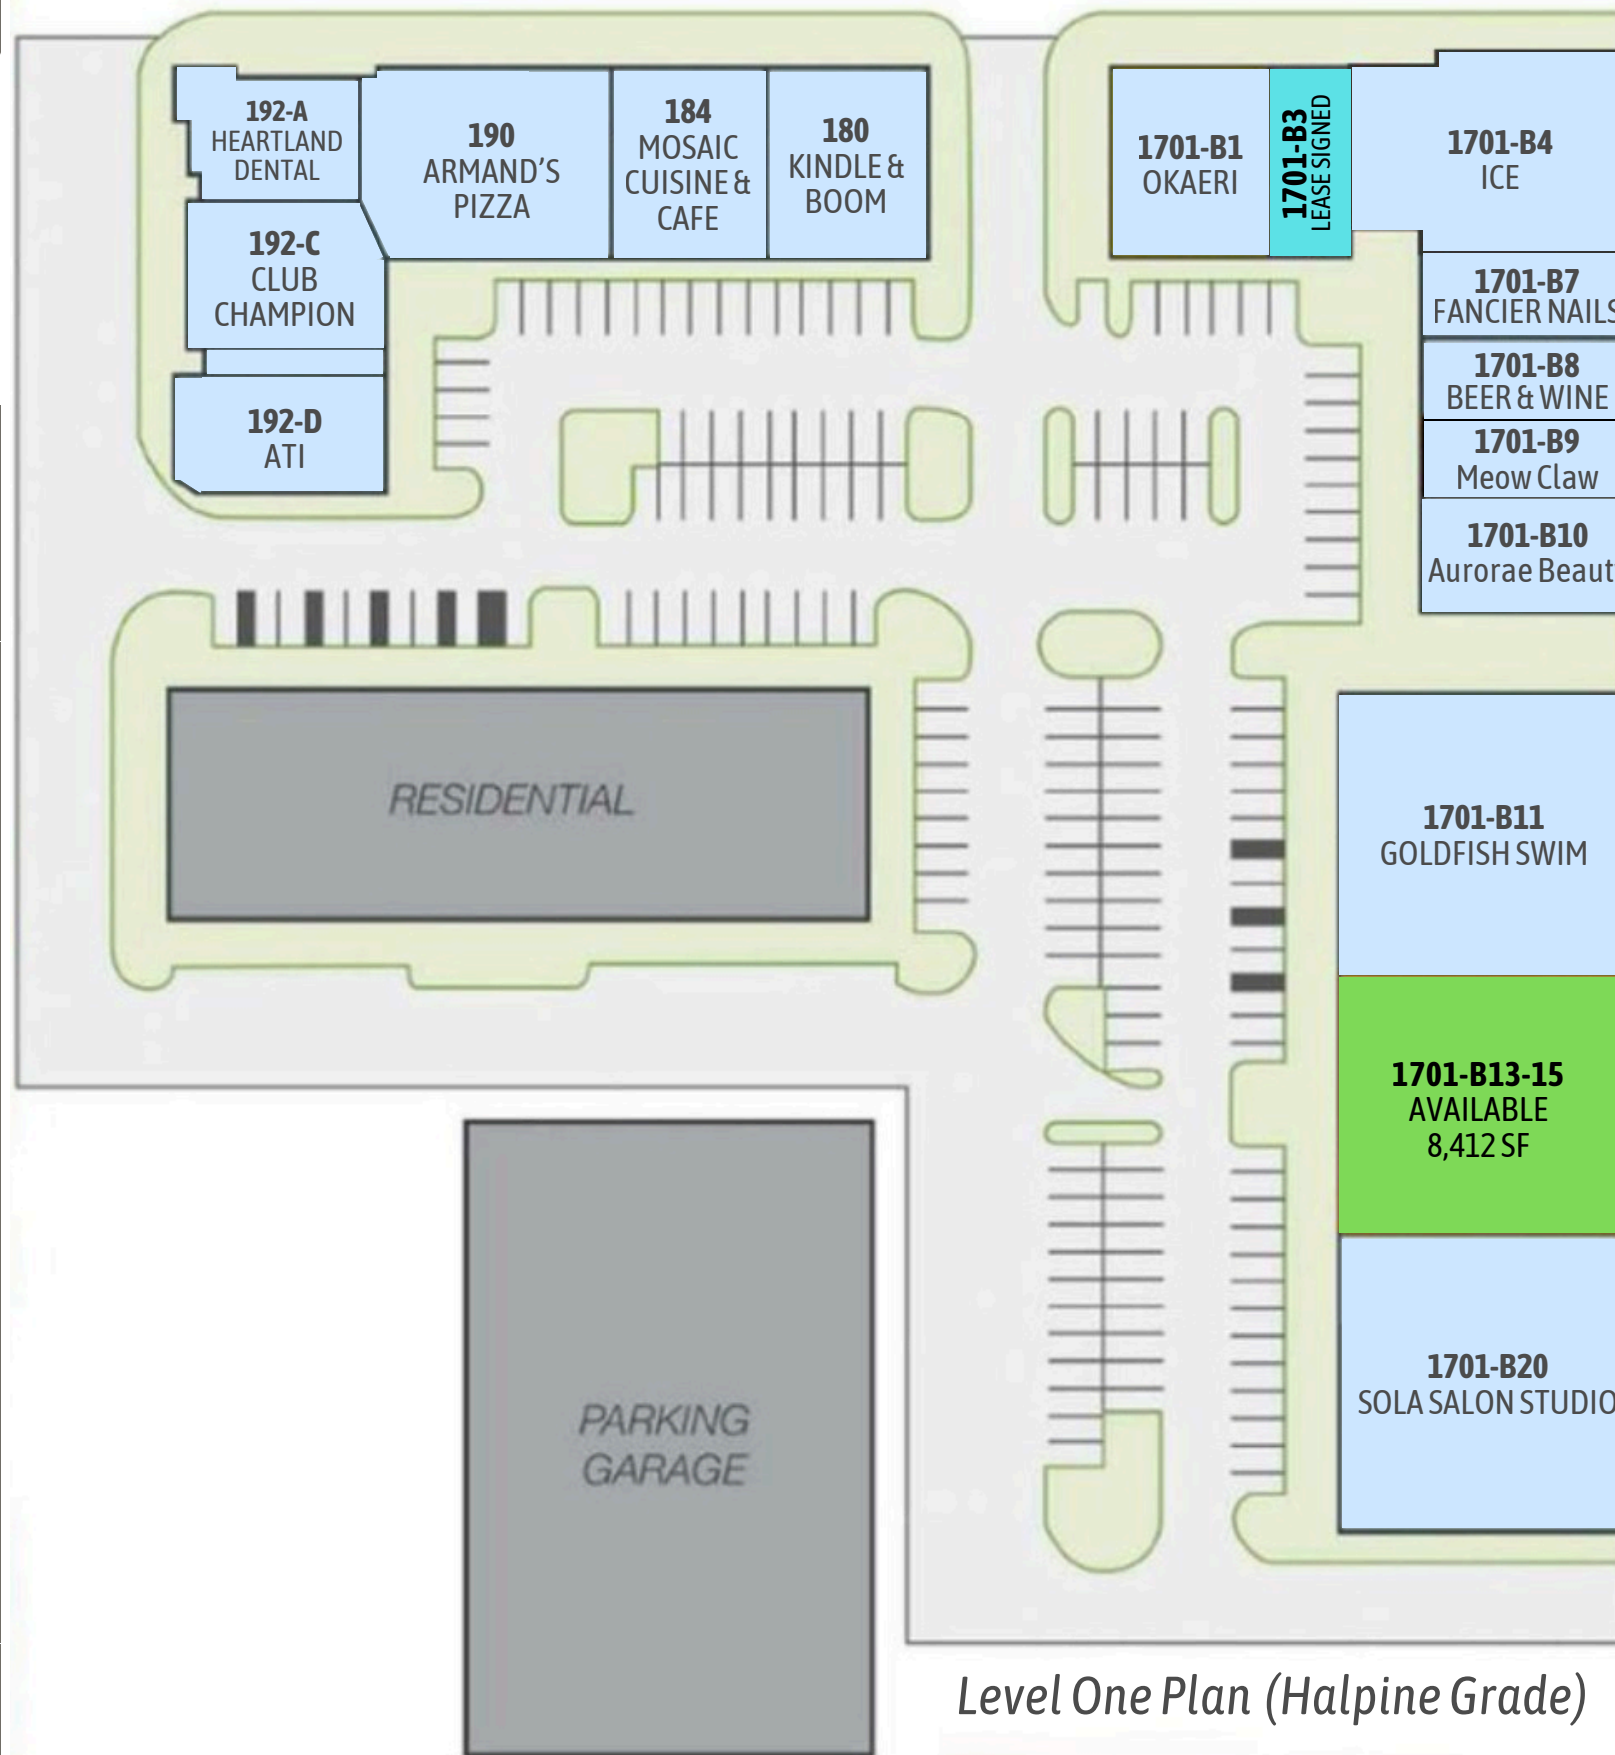 192-A
HEARTLAND
DENTAL
190
ARMAND'S
PIZZA
184
MOSAIC
CUISINE &
CAFE
180
KINDLE &
BOOM
192-C
CLUB
CHAMPION
192-D
ATI
1701-B1
OKAERI
1701-B3
LEASE SIGNED
1701-B4
ICE
1701-B7
FANCIER NAILS
1701-B8
BEER & WINE
1701-B9
Meow Claw
1701-B10
Aurorae Beaut
RESIDENTIAL
1701-B11
GOLDFISH SWIM
1701-B13-15
AVAILABLE
8,412 SF
1701-B20
SOLA SALON STUDIO
PARKING
GARAGE
Level One Plan (Halpine Grade)